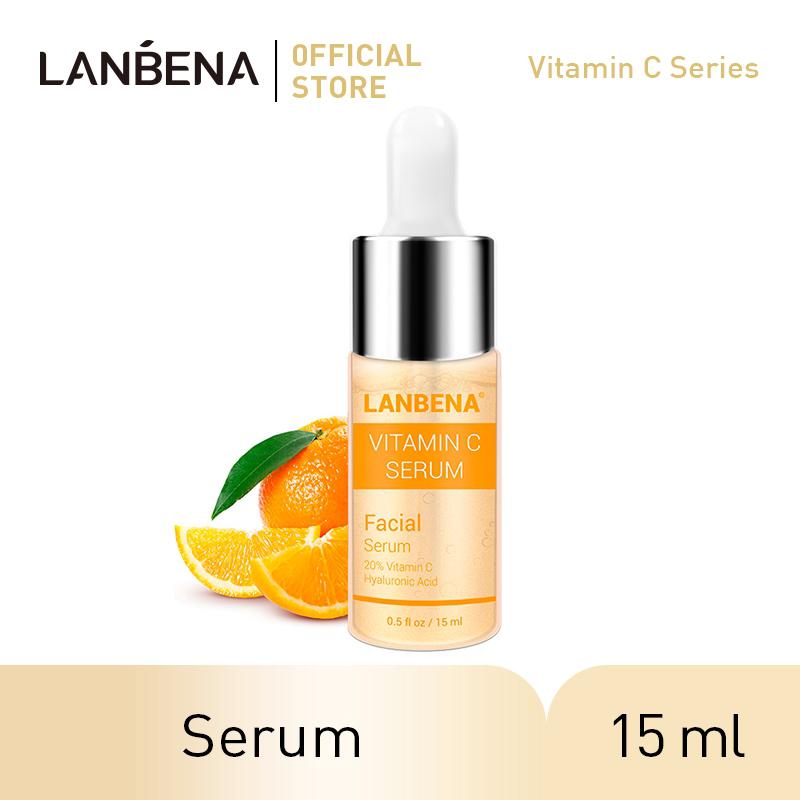 LANBENA
OFFICIAL
STORE
Vitamin C Series
LANBENA©
VITAMIN C
SERUM
Facial
Serum
20% Vitamin C
Hyaluronic Acid
0.5 fl oz / 15 ml
Serum
15 ml